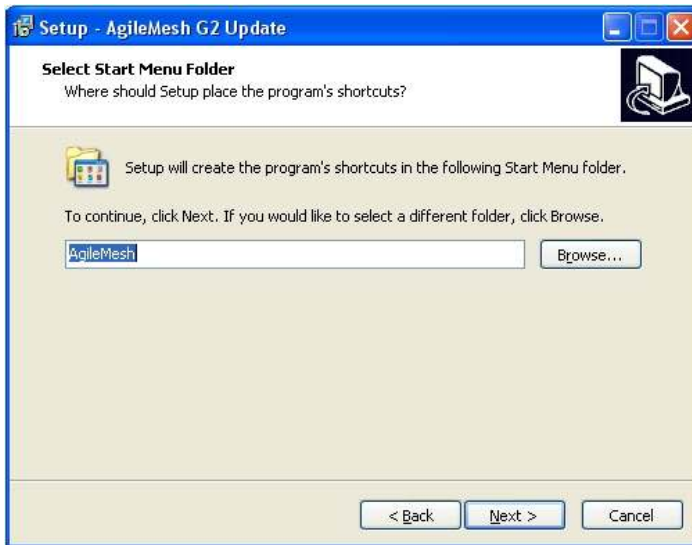 Setup - AgileMesh G2 Update
Select Start Menu Folder
Where should Setup place the program's shortcuts?
Setup will create the program's shortcuts in the following Start Menu folder.
To continue, click Next. If you would like to select a different folder, click Browse.
AgileMesh
Browse...
< Back
Next >
Cancel